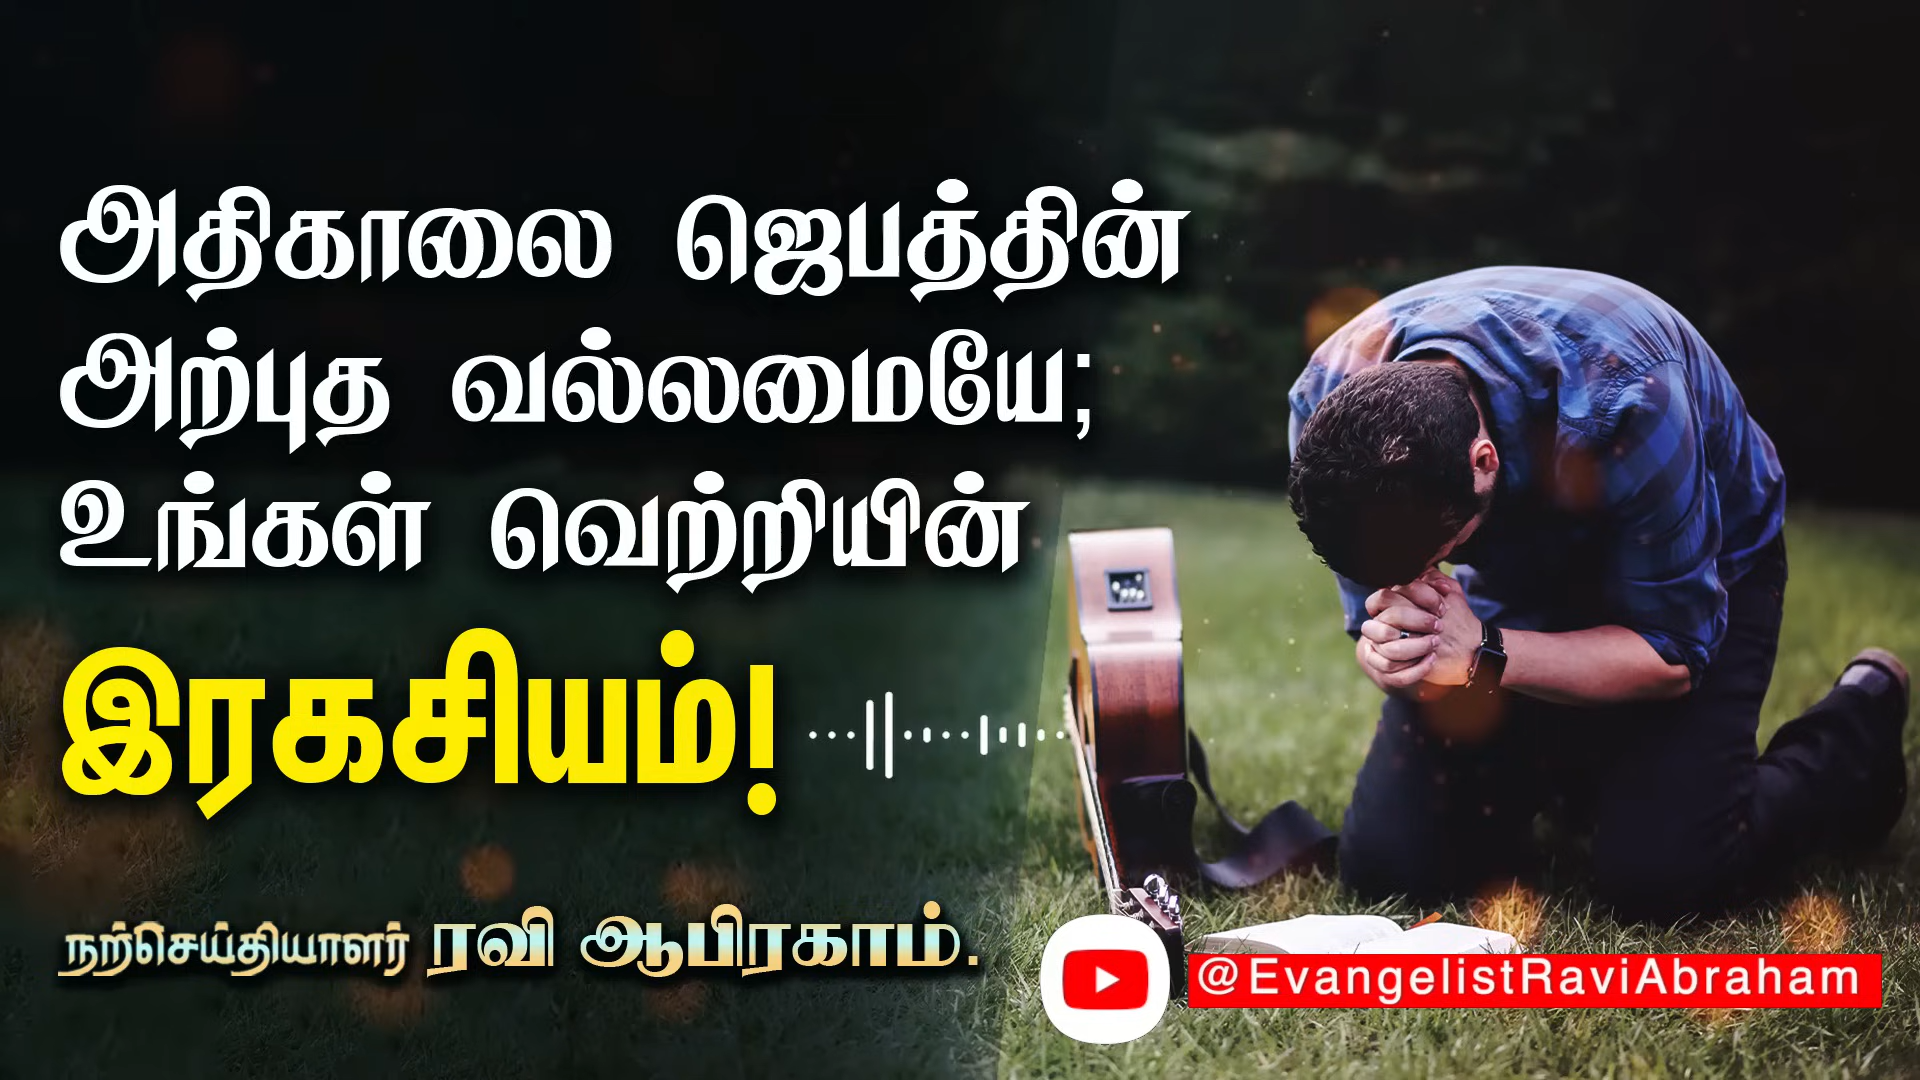 அதிகாலை ஜெபத்தின்
அற்புத வல்லமையே;
உங்கள் வெற்றியின்
இரகசியம்!
நற்செய்தியாளர் ரவி ஆபிரகாம்.
@EvangelistRaviAbraham